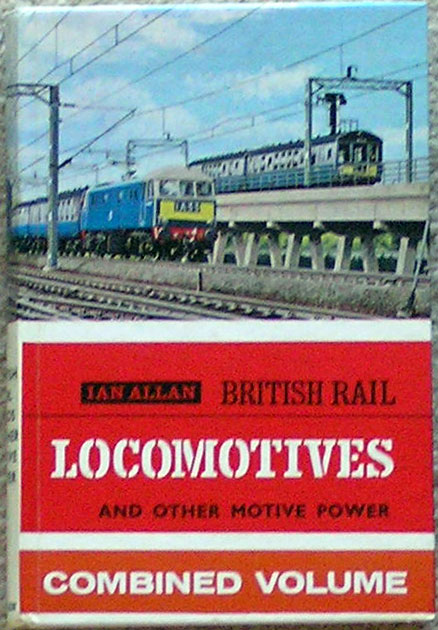 IAN ALLAN BRITISH RAIL
LOCOMOTIVES
AND OTHER MOTIVE POWER
COMBINED VOLUME